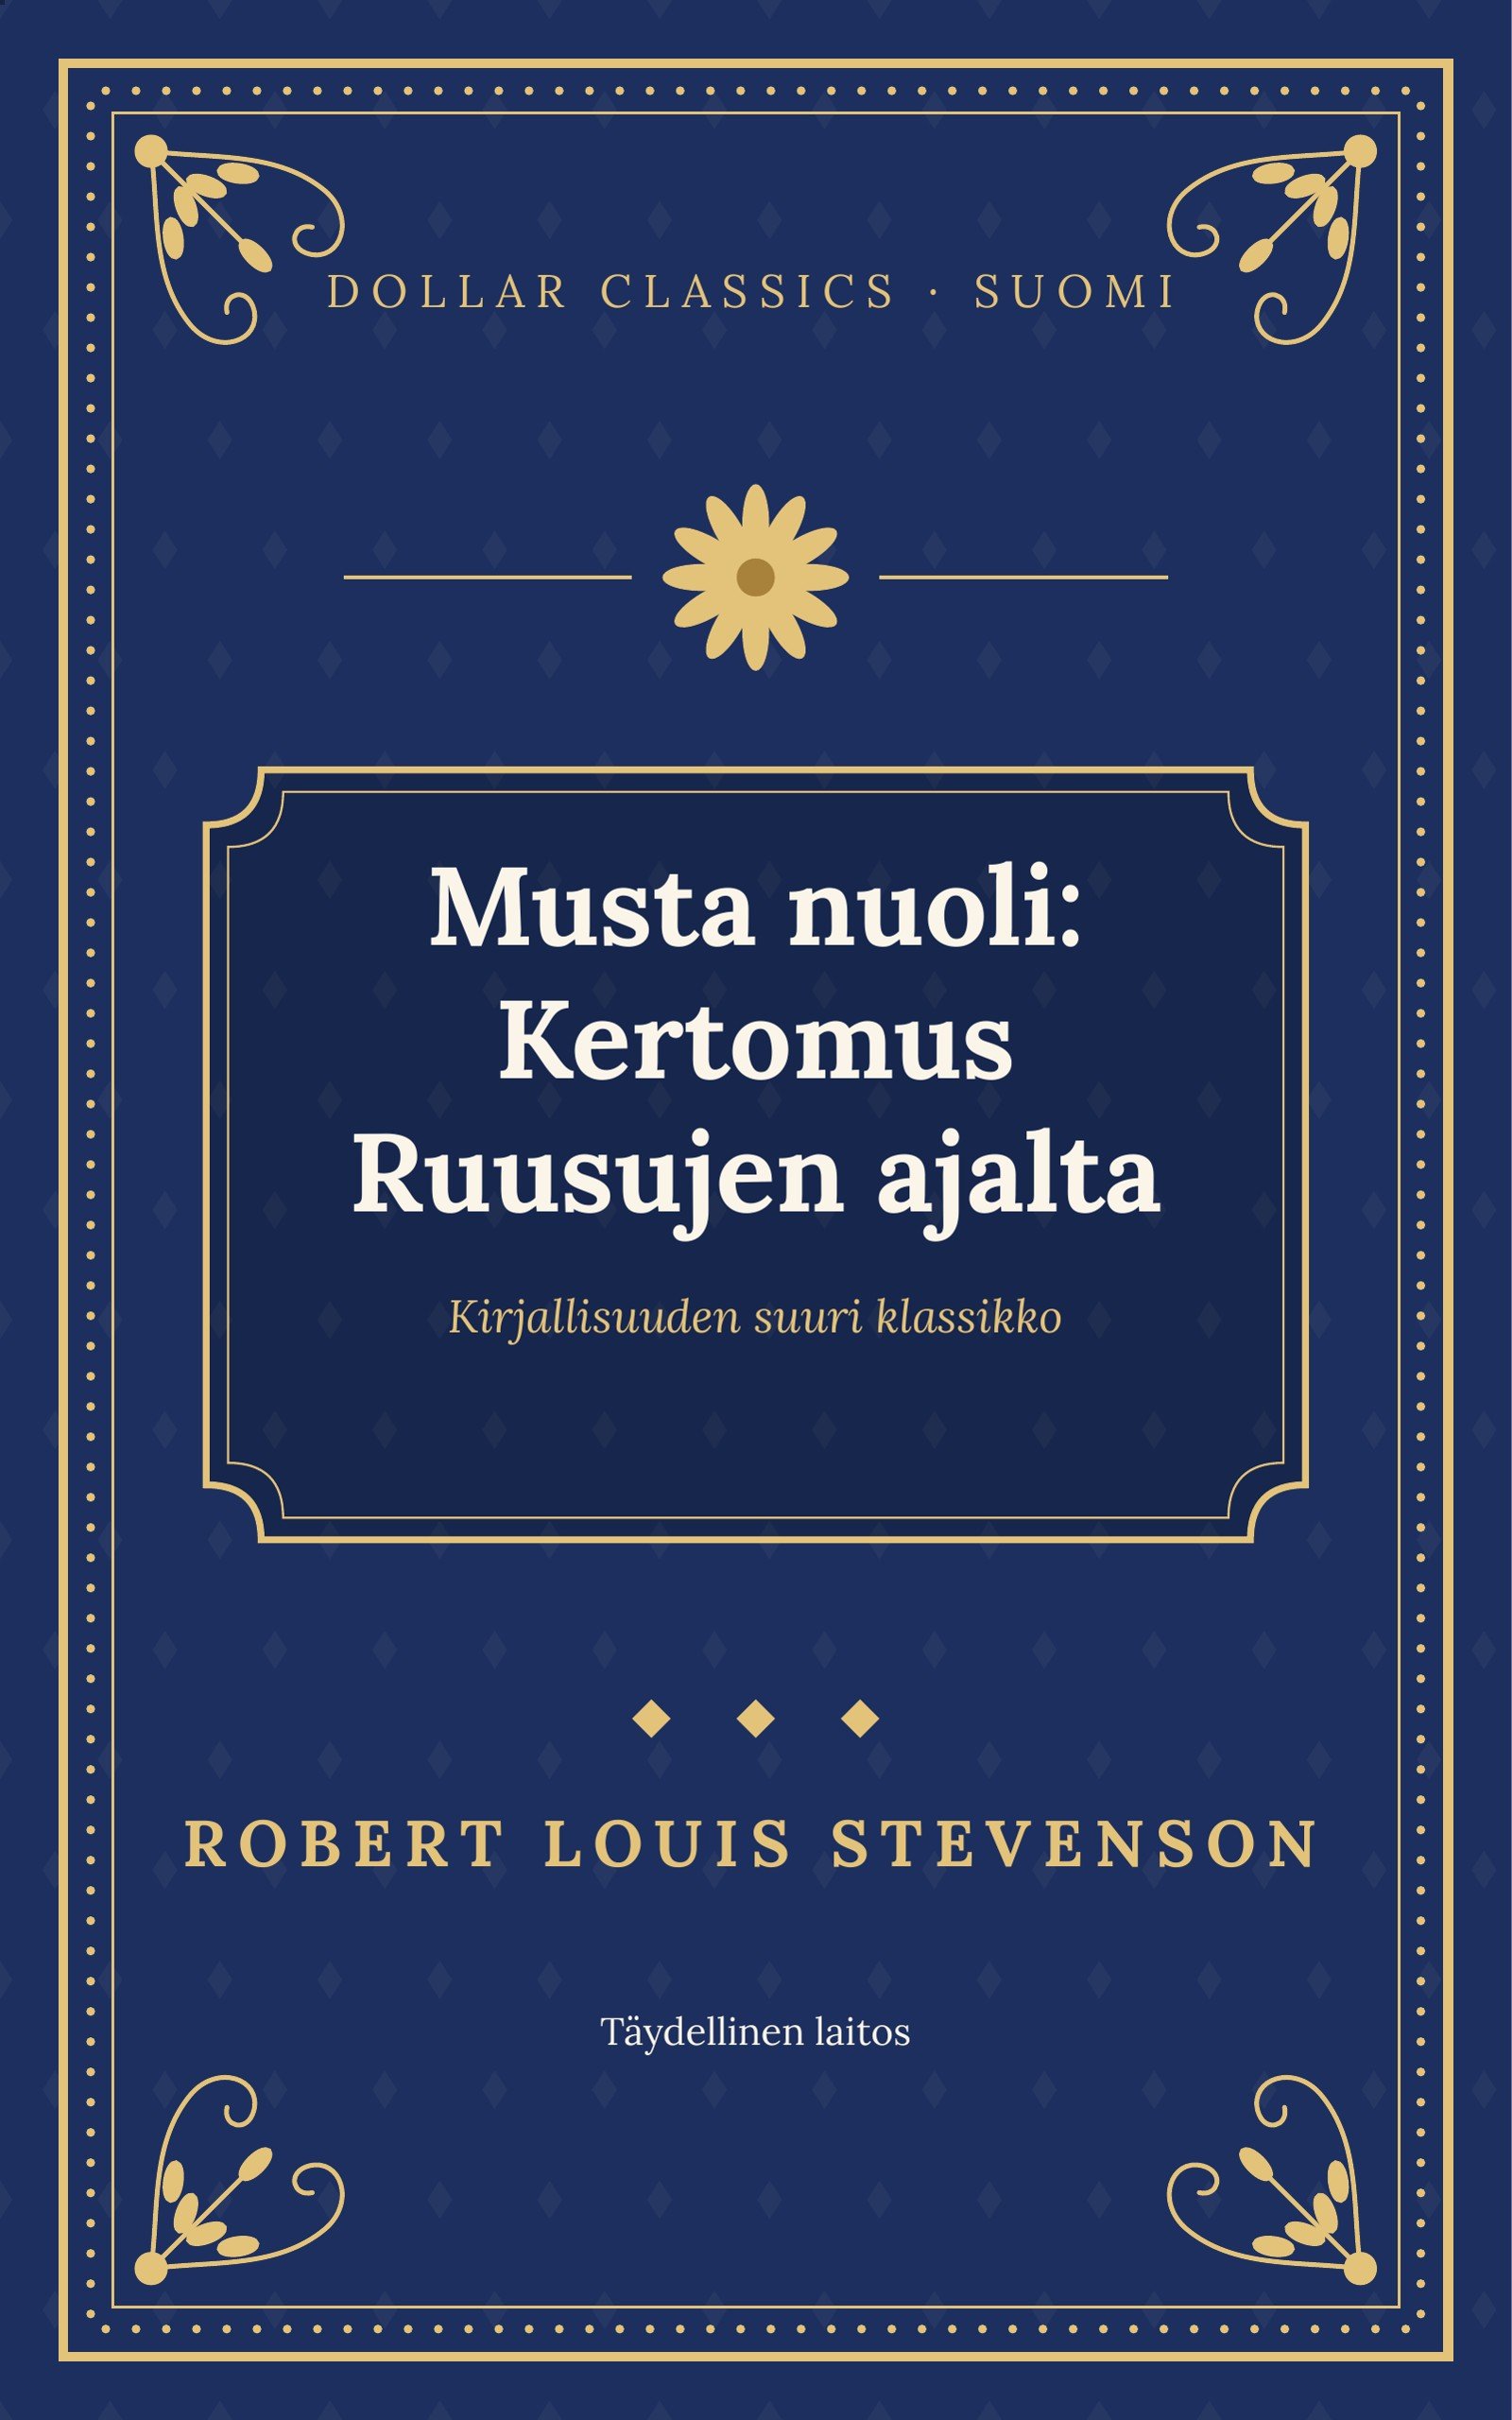 DOLLAR CLASSICS · SUOMI
Musta nuoli:
Kertomus
Ruusujen ajalta
Kirjallisuuden suuri klassikko
ROBERT LOUIS STEVENSON
Täydellinen laitos